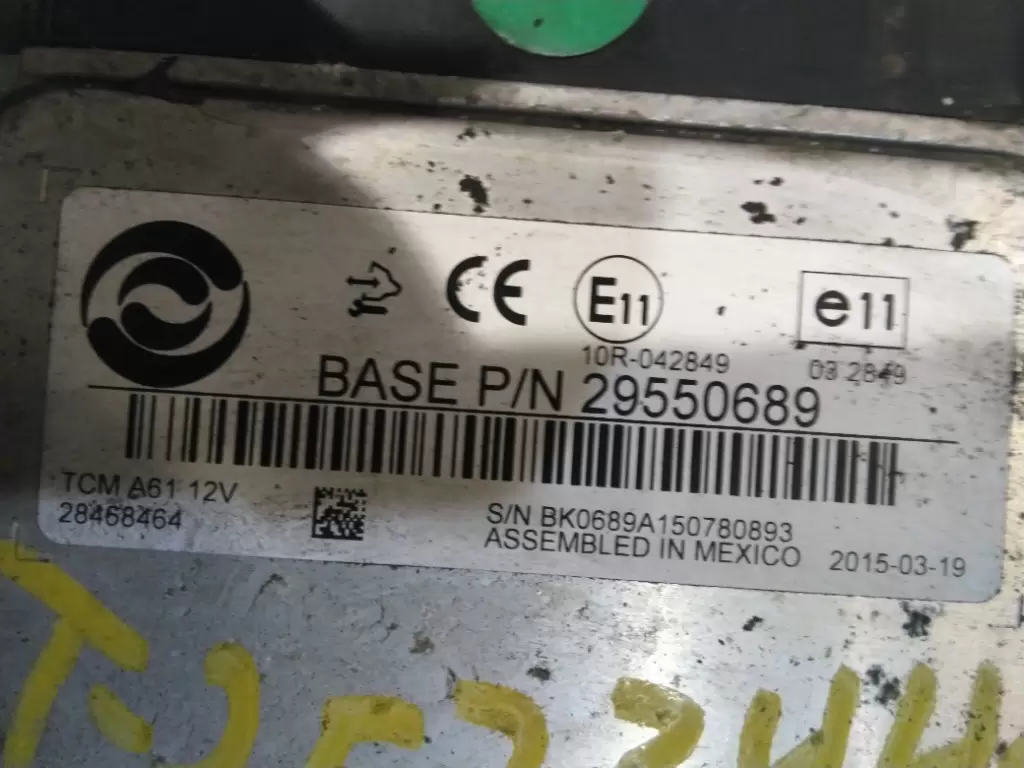 CE E11 e11
10R-042849 03 2849
BASE P/N 29550689
TCM A61 12V
28468464
S/N BK0689A150780893
ASSEMBLED IN MEXICO 2015-03-19